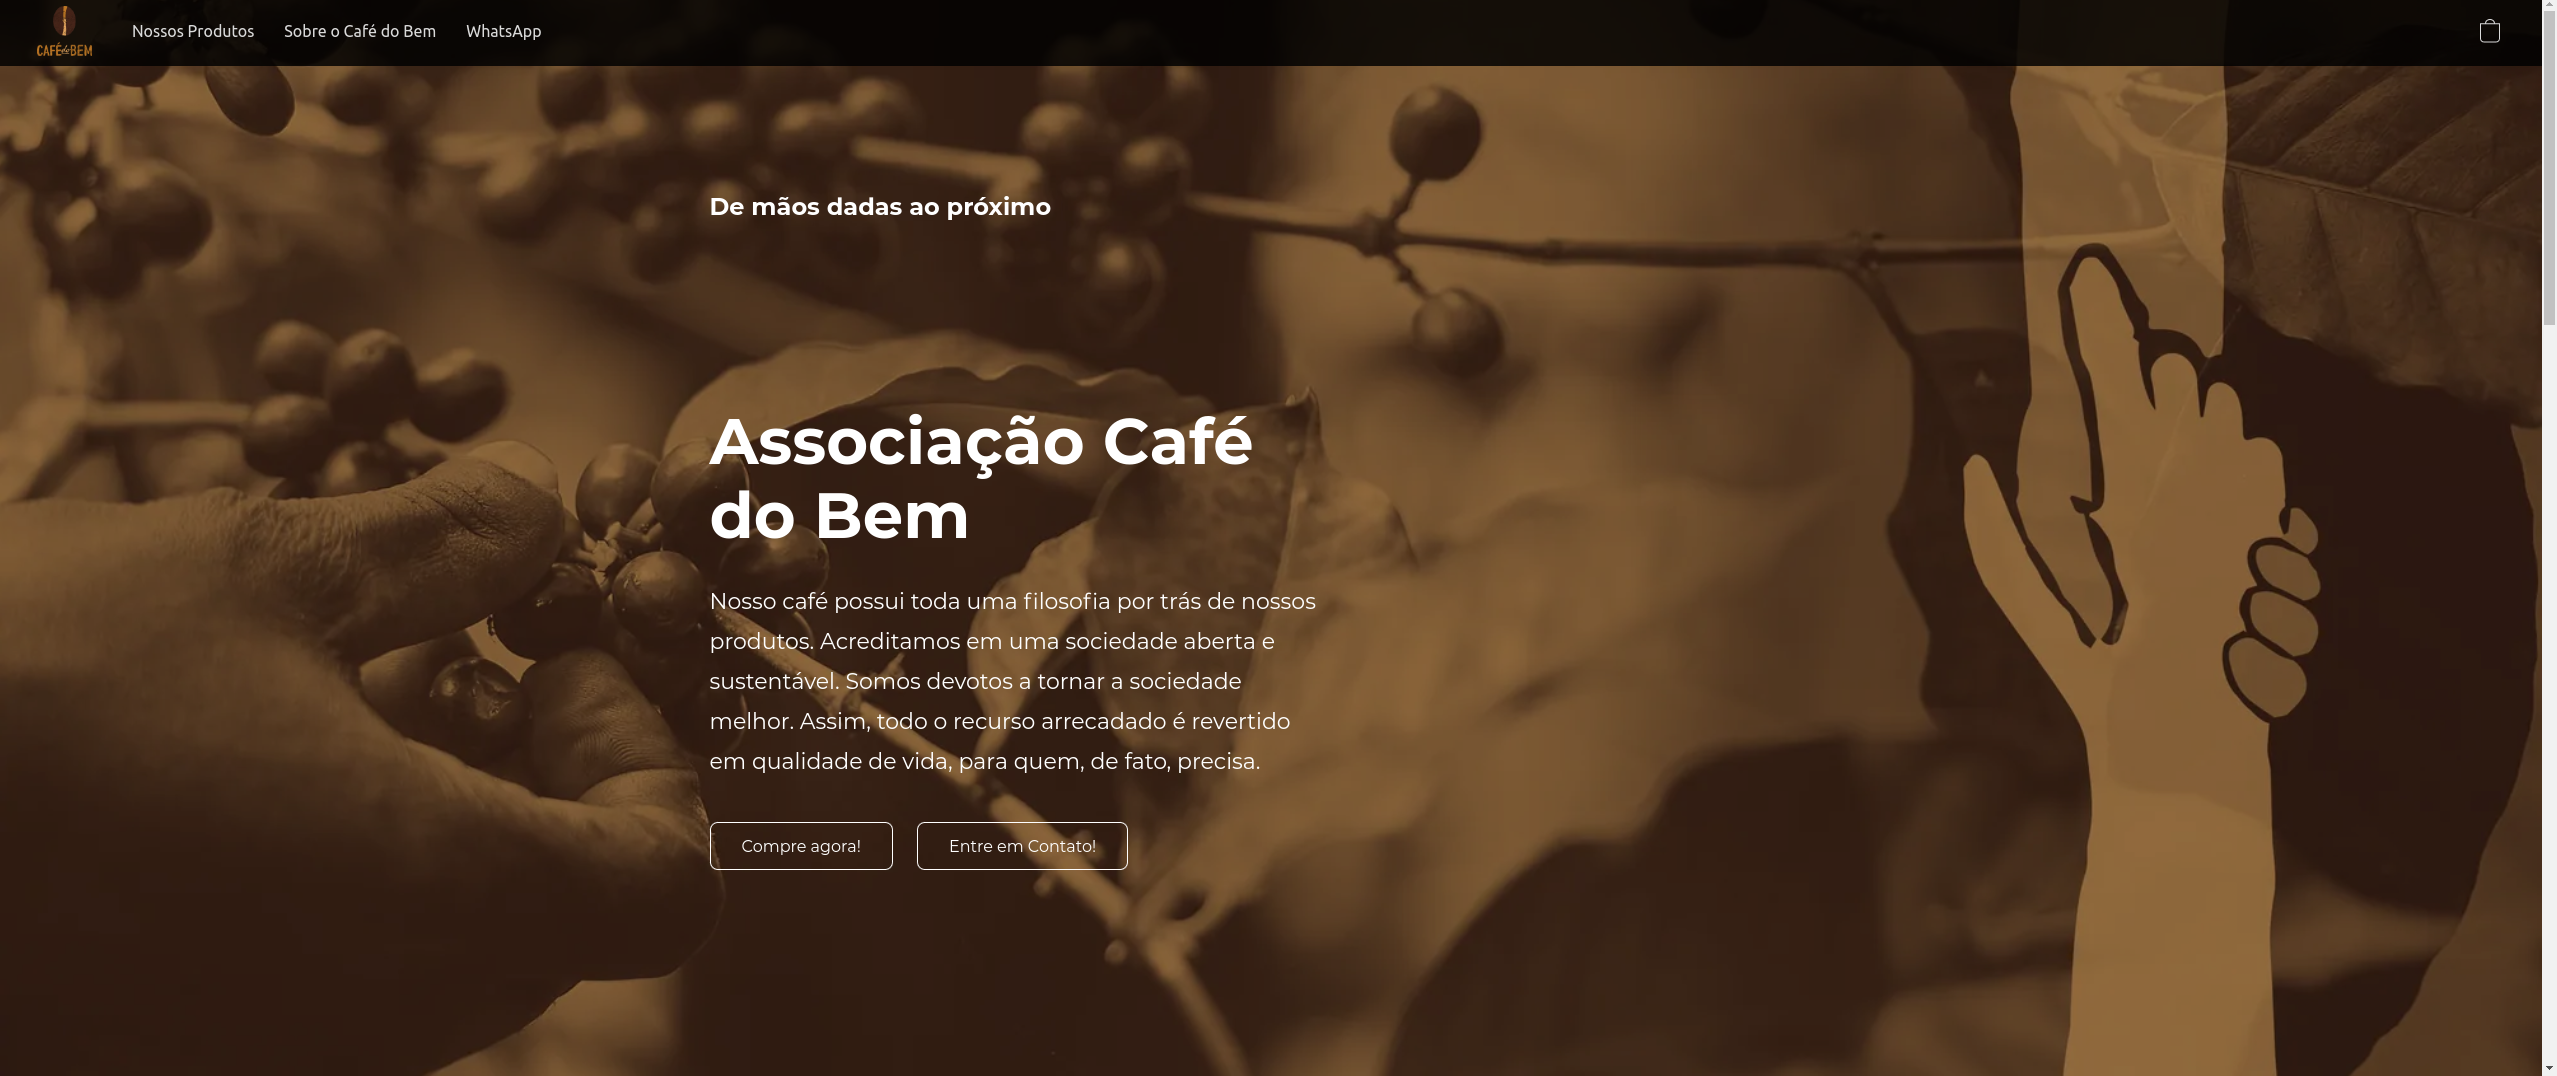 CAFÉ do BEM
Nossos Produtos
Sobre o Café do Bem
WhatsApp
De mãos dadas ao próximo
Associação Café
do Bem
Nosso café possui toda uma filosofia por trás de nossos
produtos. Acreditamos em uma sociedade aberta e
sustentável. Somos devotos a tornar a sociedade
melhor. Assim, todo o recurso arrecadado é revertido
em qualidade de vida, para quem, de fato, precisa.
Compre agora!
Entre em Contato!